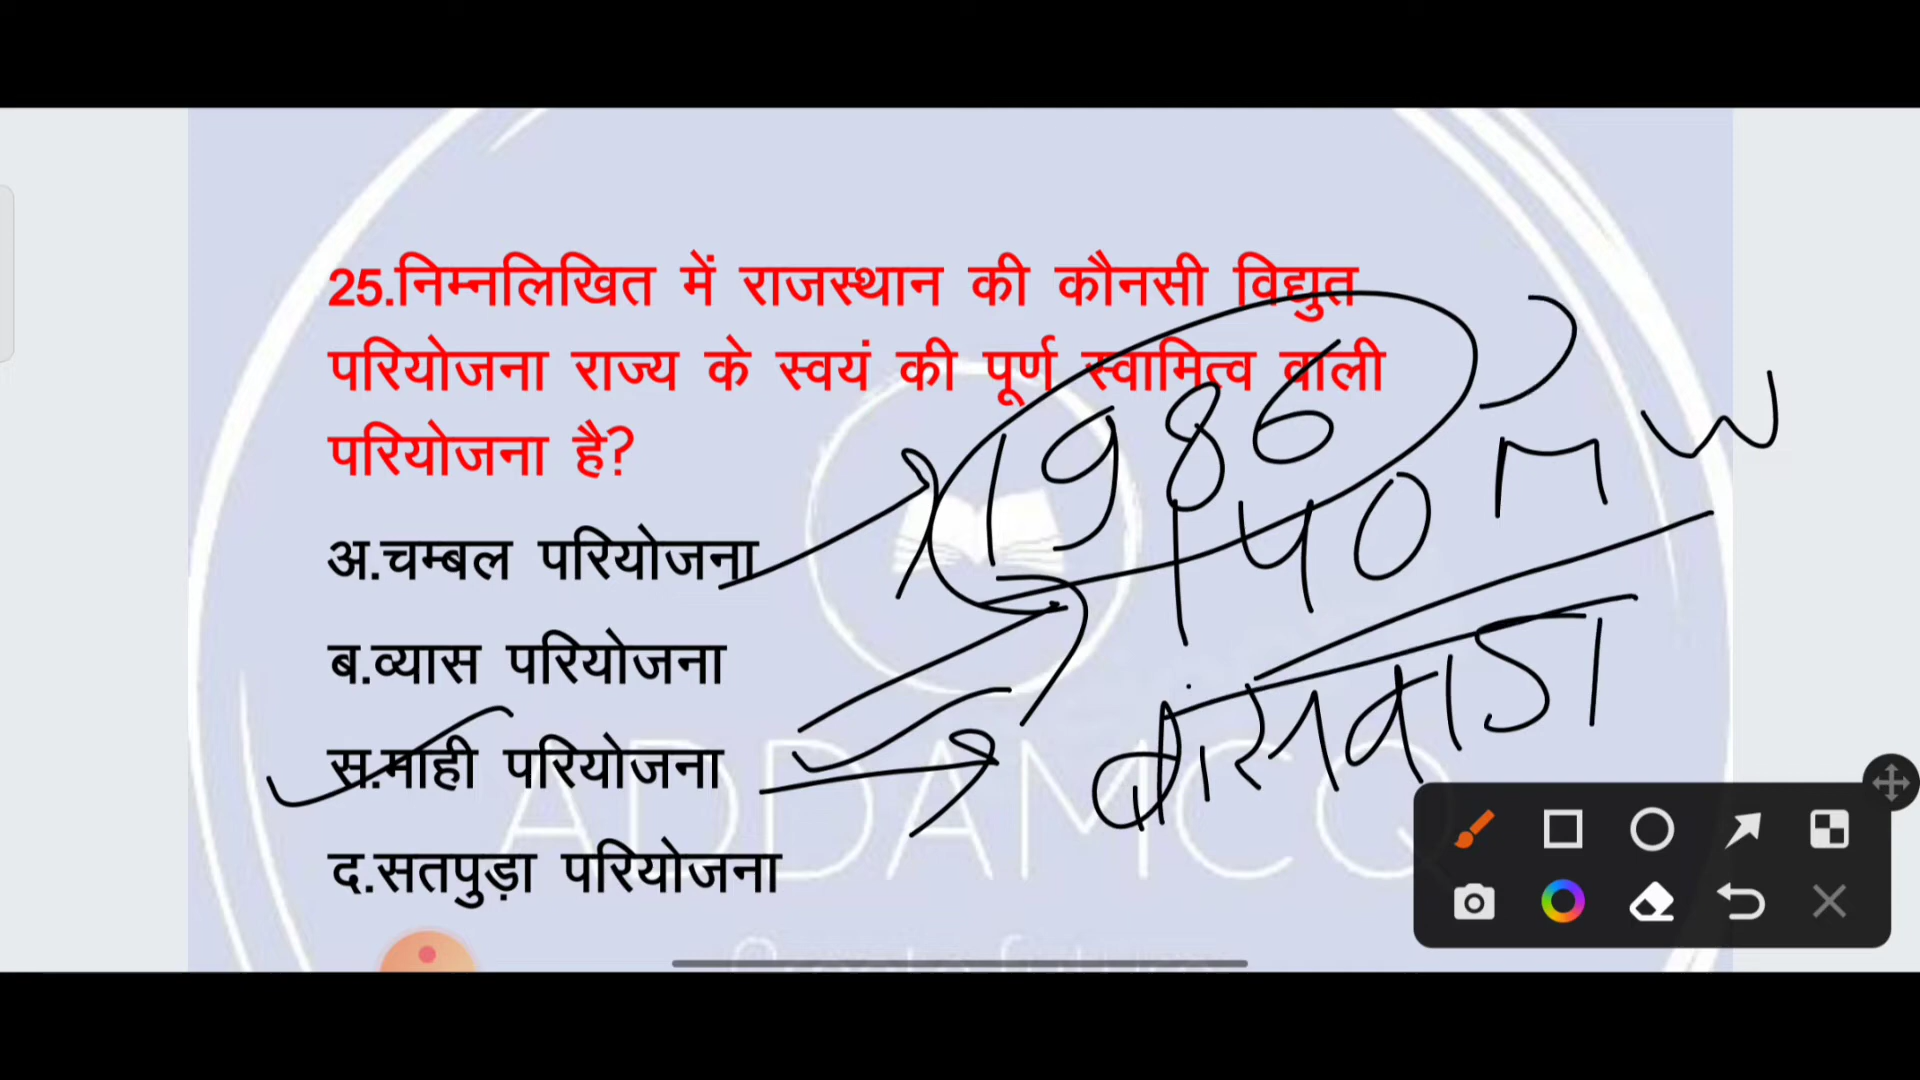 25.निम्नलिखित में राजस्थान की कौनसी विद्युत
परियोजना राज्य के स्वयं की पूर्ण स्वामित्व वाली
परियोजना है?
1986
140 MW
अ.चम्बल परियोजना
ब.व्यास परियोजना
स.माही परियोजना
बांसवाडा
द.सतपुड़ा परियोजना
ADDAMCQ